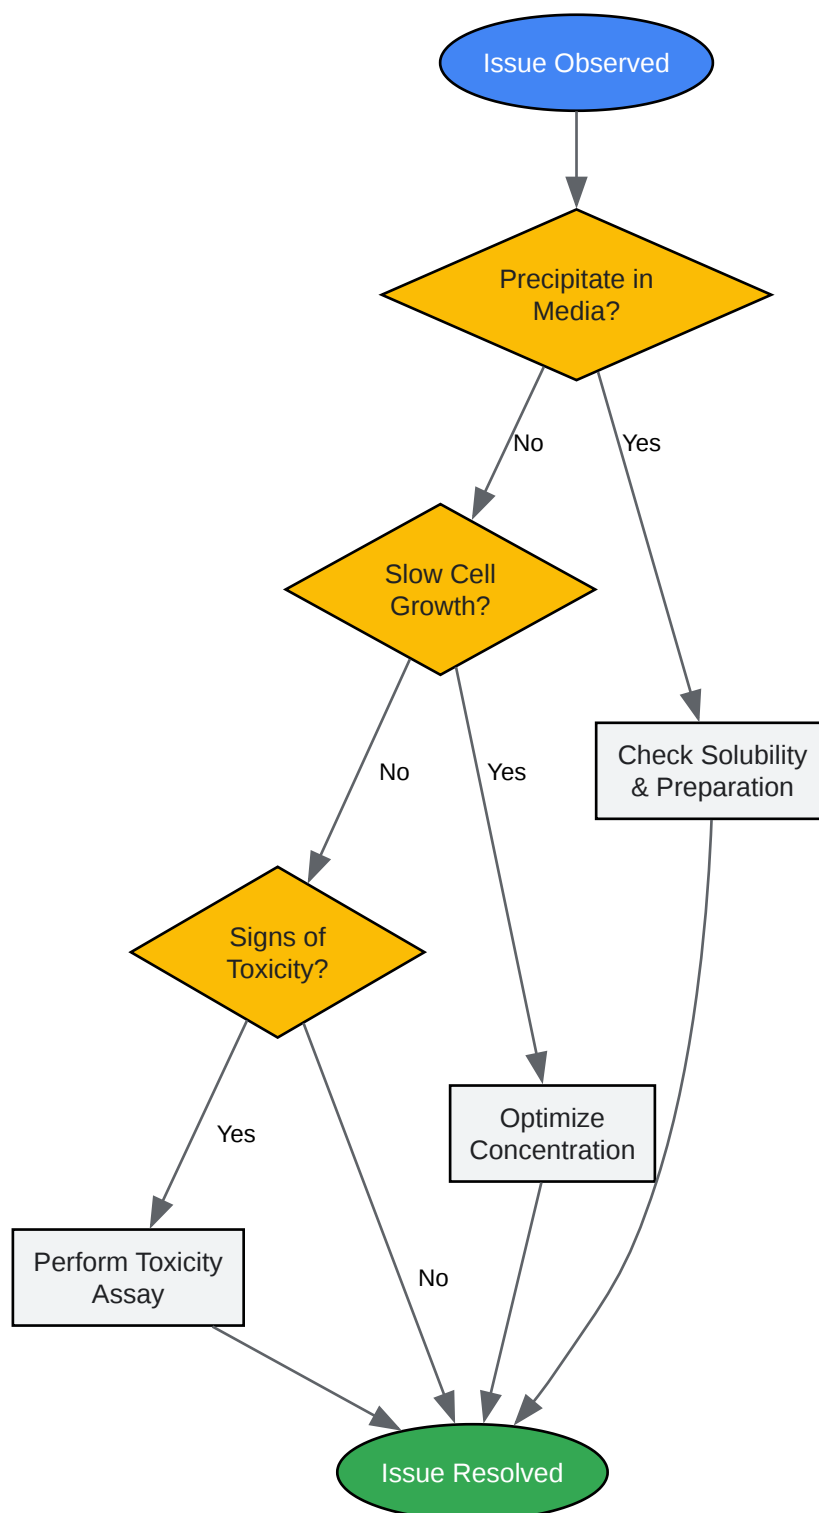 Issue Observed
Precipitate in
Media?
No
Yes
Slow Cell
Growth?
Check Solubility
& Preparation
No
Yes
Signs of
Toxicity?
Optimize
Concentration
Yes
Perform Toxicity
Assay
No
Issue Resolved